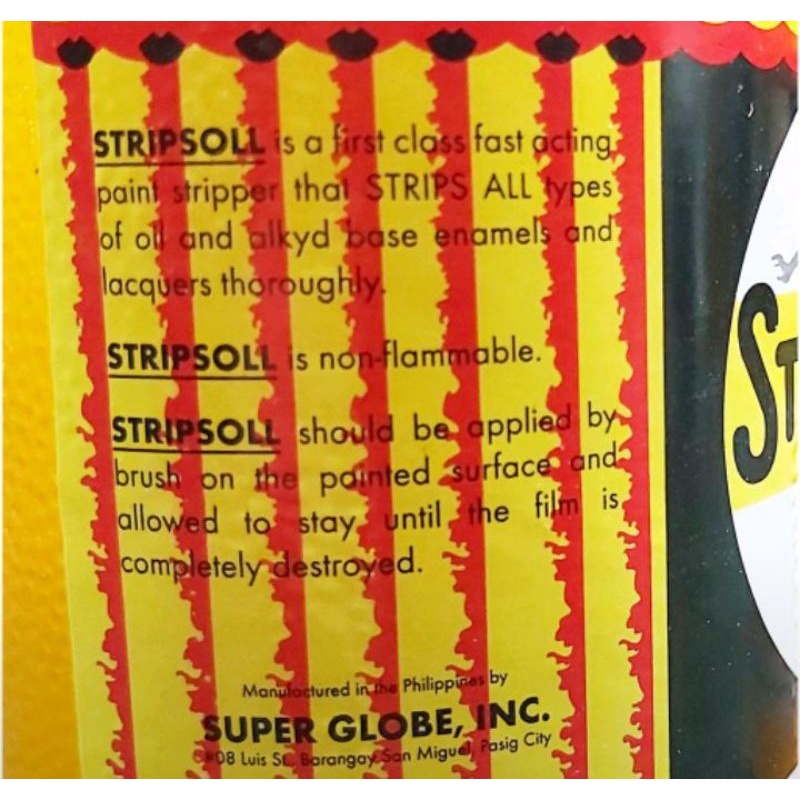 STRIPSOLL is a first class fast acting
paint stripper that STRIPS ALL types
of oil and alkyd base enamels and
lacquers thoroughly.
STRIPSOLL is non-flammable.
STRIPSOLL should be applied by
brush on the painted surface and
allowed to stay until the film is
completely destroyed.
Manufactured in the Philippines by
SUPER GLOBE, INC.
Luis St. Barangay San Miguel, Pasig City
ST